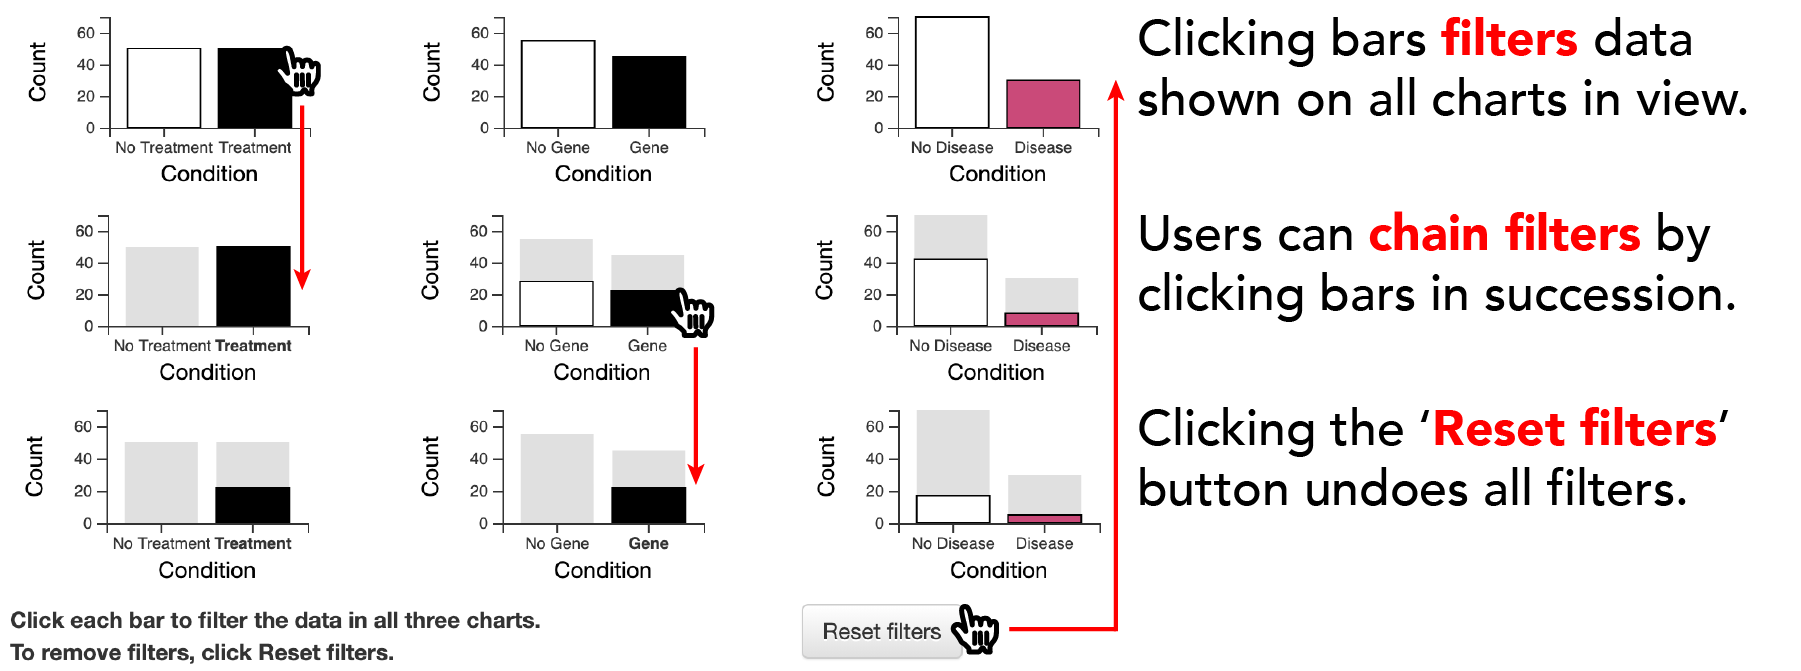 60
40
20
0
Count
No Treatment Treatment
Condition
60
40
20
0
Count
No Gene Gene
Condition
60
40
20
0
Count
No Disease Disease
Condition
Clicking bars filters data
shown on all charts in view.
60
40
20
0
Count
No Treatment Treatment
Condition
60
40
20
0
Count
No Gene Gene
Condition
60
40
20
0
Count
No Disease Disease
Condition
Users can chain filters by
clicking bars in succession.
60
40
20
0
Count
No Treatment Treatment
Condition
60
40
20
0
Count
No Gene Gene
Condition
60
40
20
0
Count
No Disease Disease
Condition
Clicking the ‘Reset filters’
button undoes all filters.
Click each bar to filter the data in all three charts.
To remove filters, click Reset filters.
Reset filters